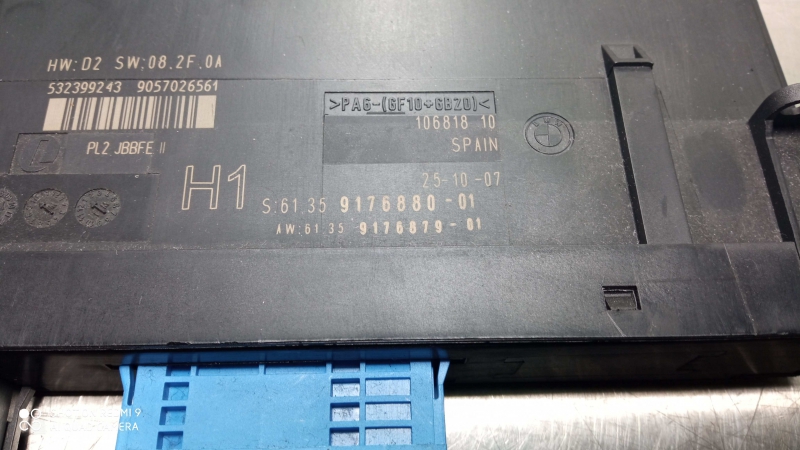 HW:D2 SW:08.2F.0A
532399243 9057026561
PL2 JBBFE II
H1
>PA6-(GF10+GB20)<
106818 10
SPAIN
25-10-07
S:61.35 9176880-01
AW:61 35 9176879-01